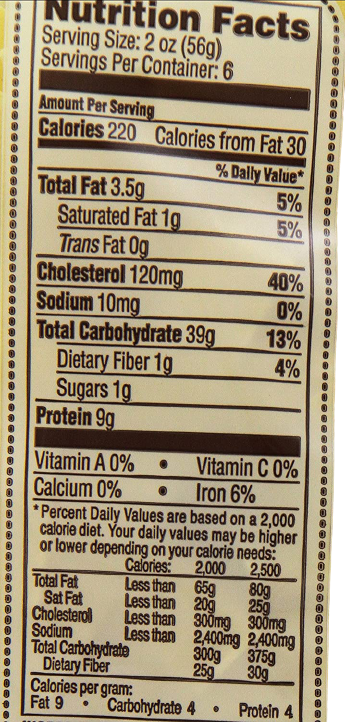 Nutrition Facts
Serving Size: 2 oz (56g)
Servings Per Container: 6
Amount Per Serving
Calories 220 Calories from Fat 30
% Daily Value*
Total Fat 3.5g 5%
Saturated Fat 1g 5%
Trans Fat 0g
Cholesterol 120mg 40%
Sodium 10mg 0%
Total Carbohydrate 39g 13%
Dietary Fiber 1g 4%
Sugars 1g
Protein 9g
Vitamin A 0% • Vitamin C 0%
Calcium 0% • Iron 6%
*Percent Daily Values are based on a 2,000
calorie diet. Your daily values may be higher
or lower depending on your calorie needs:
Calories: 2,000 2,500
Total Fat Less than 65g 80g
Sat Fat Less than 20g 25g
Cholesterol Less than 300mg 300mg
Sodium Less than 2,400mg 2,400mg
Total Carbohydrate 300g 375g
Dietary Fiber 25g 30g
Calories per gram:
Fat 9 • Carbohydrate 4 • Protein 4